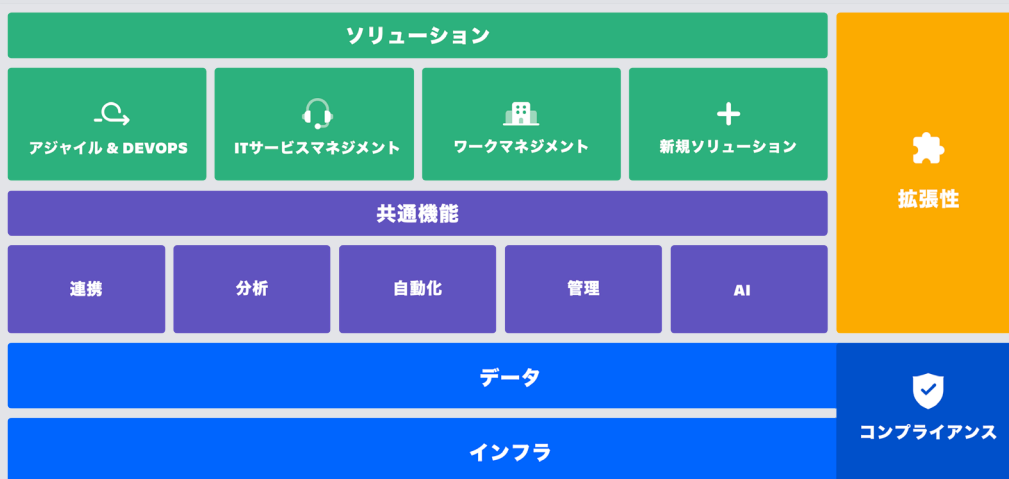 ソリューション
アジャイル & DEVOPS
ITサービスマネジメント
ワークマネジメント
新規ソリューション
拡張性
共通機能
連携
分析
自動化
管理
AI
データ
コンプライアンス
インフラ